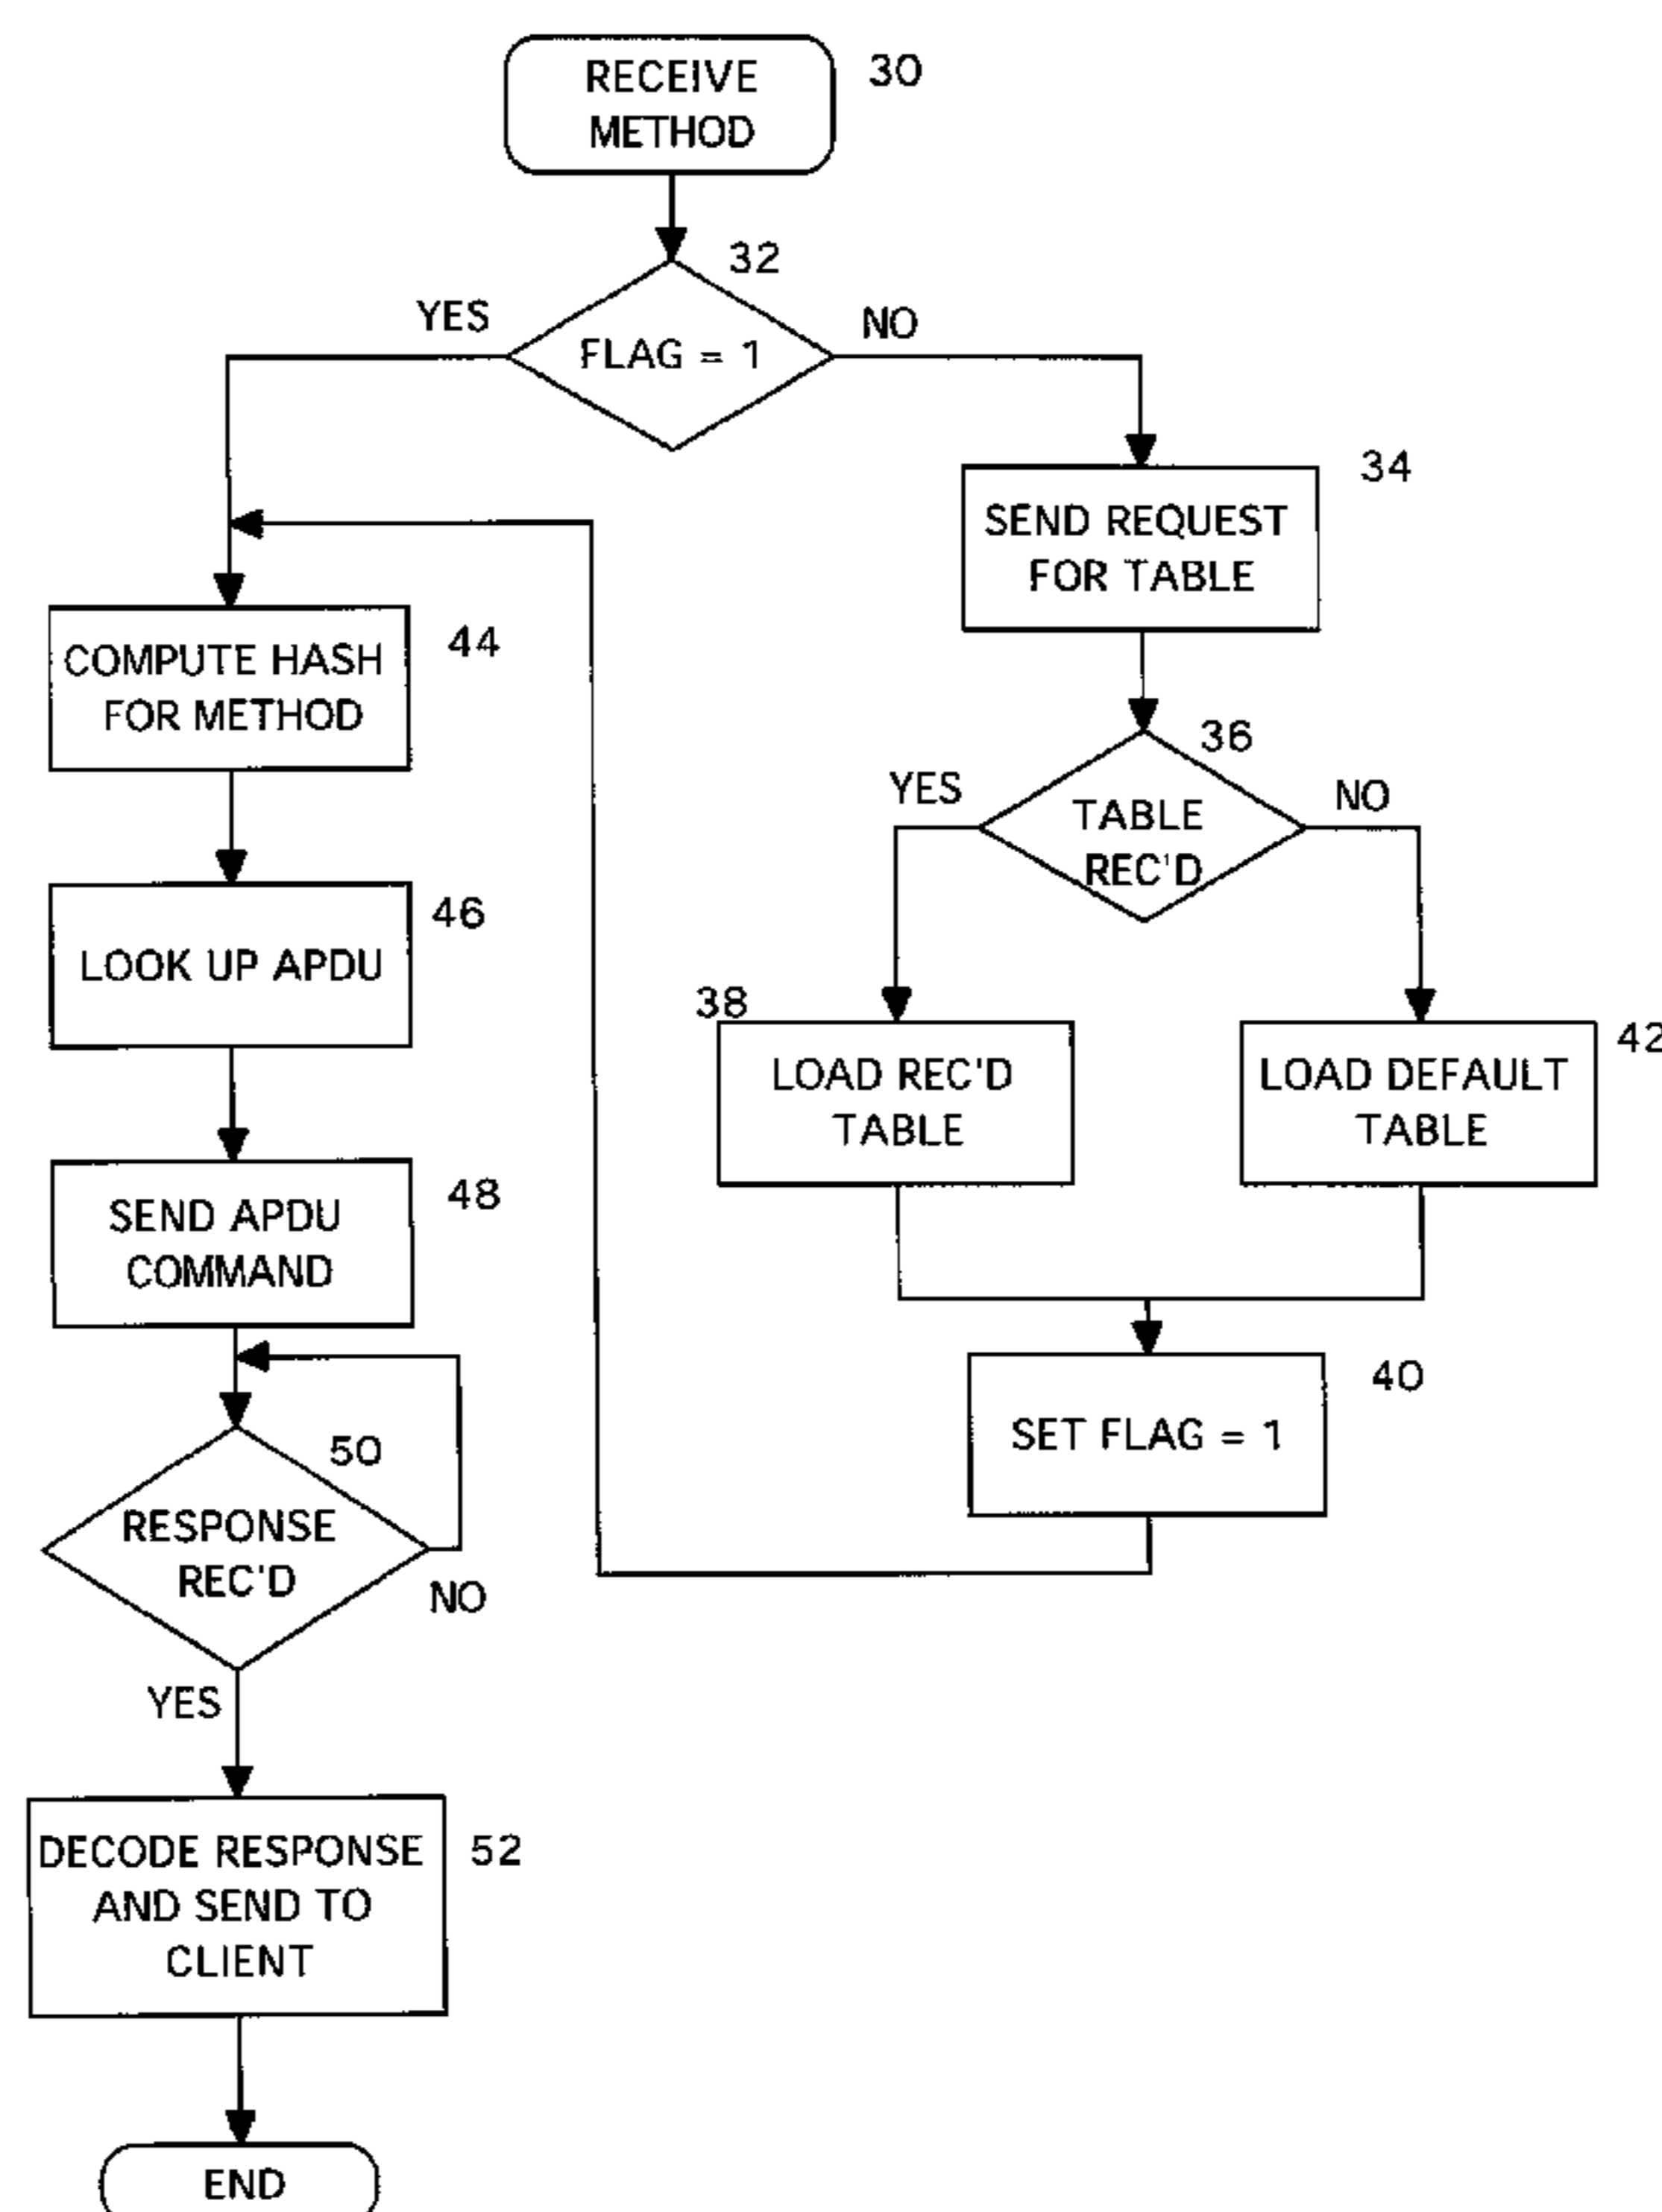 RECEIVE
METHOD
30
32
YES
FLAG = 1
NO
34
SEND REQUEST
FOR TABLE
44
COMPUTE HASH
FOR METHOD
36
YES
TABLE
REC'D
NO
46
LOOK UP APDU
38
LOAD REC'D
TABLE
42
LOAD DEFAULT
TABLE
48
SEND APDU
COMMAND
40
SET FLAG = 1
50
RESPONSE
REC'D
NO
YES
DECODE RESPONSE
AND SEND TO
CLIENT
52
END